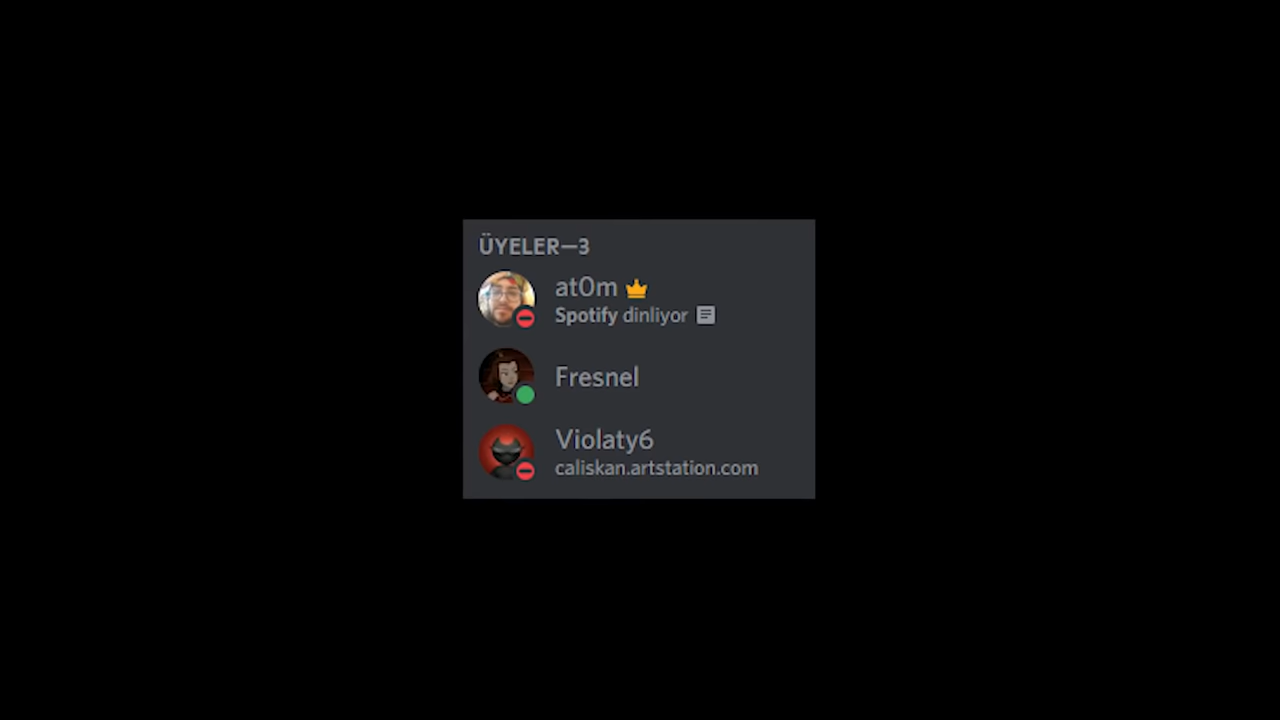 ÜYELER—3
at0m
Spotify dinliyor
Fresnel
Violaty6
caliskan.artstation.com